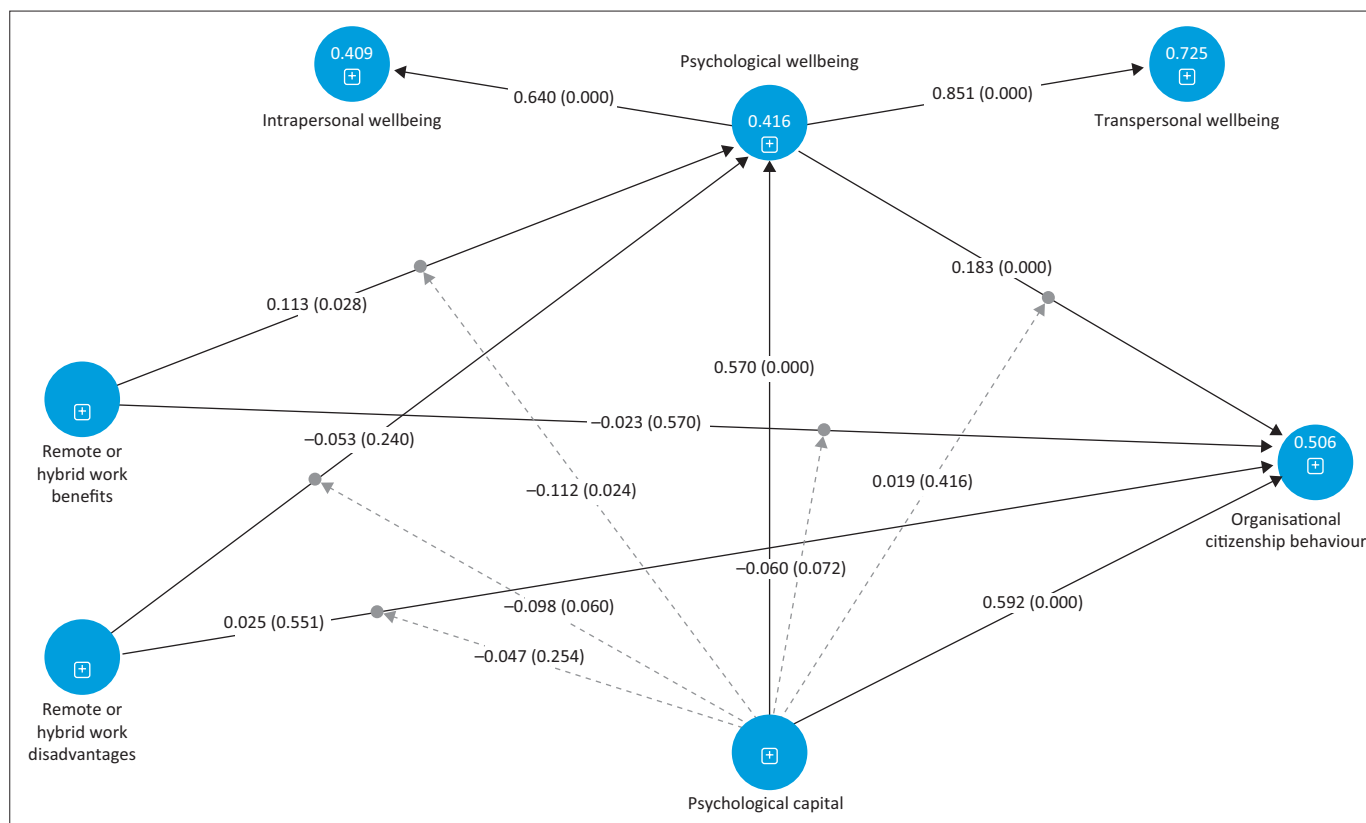 0.409
Intrapersonal wellbeing
Psychological wellbeing
0.416
0.725
Transpersonal wellbeing
0.640 (0.000)
0.851 (0.000)
0.183 (0.000)
0.113 (0.028)
0.570 (0.000)
−0.023 (0.570)
Remote or
hybrid work
benefits
−0.053 (0.240)
−0.112 (0.024)
0.019 (0.416)
0.506
Organisational
citizenship behaviour
−0.060 (0.072)
−0.098 (0.060)
0.592 (0.000)
0.025 (0.551)
−0.047 (0.254)
Remote or
hybrid work
disadvantages
Psychological capital